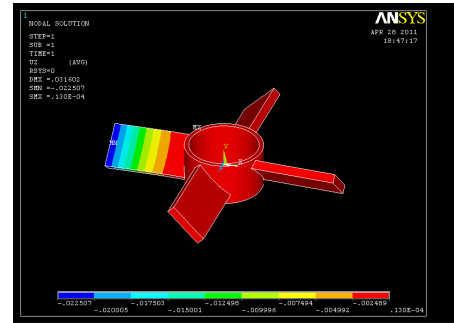 1
NODAL SOLUTION
STEP=1
SUB =1
TIME=1
UZ (AVG)
RSYS=0
DMX =.031602
SMN =-.022507
SMX =.130E-04
ANSYS
APR 28 2011
18:47:17
MX
MN
Y
-.022507 -.017503 -.012498 -.007494 -.002489
-.020005 -.015001 -.009996 -.004992 .130E-04